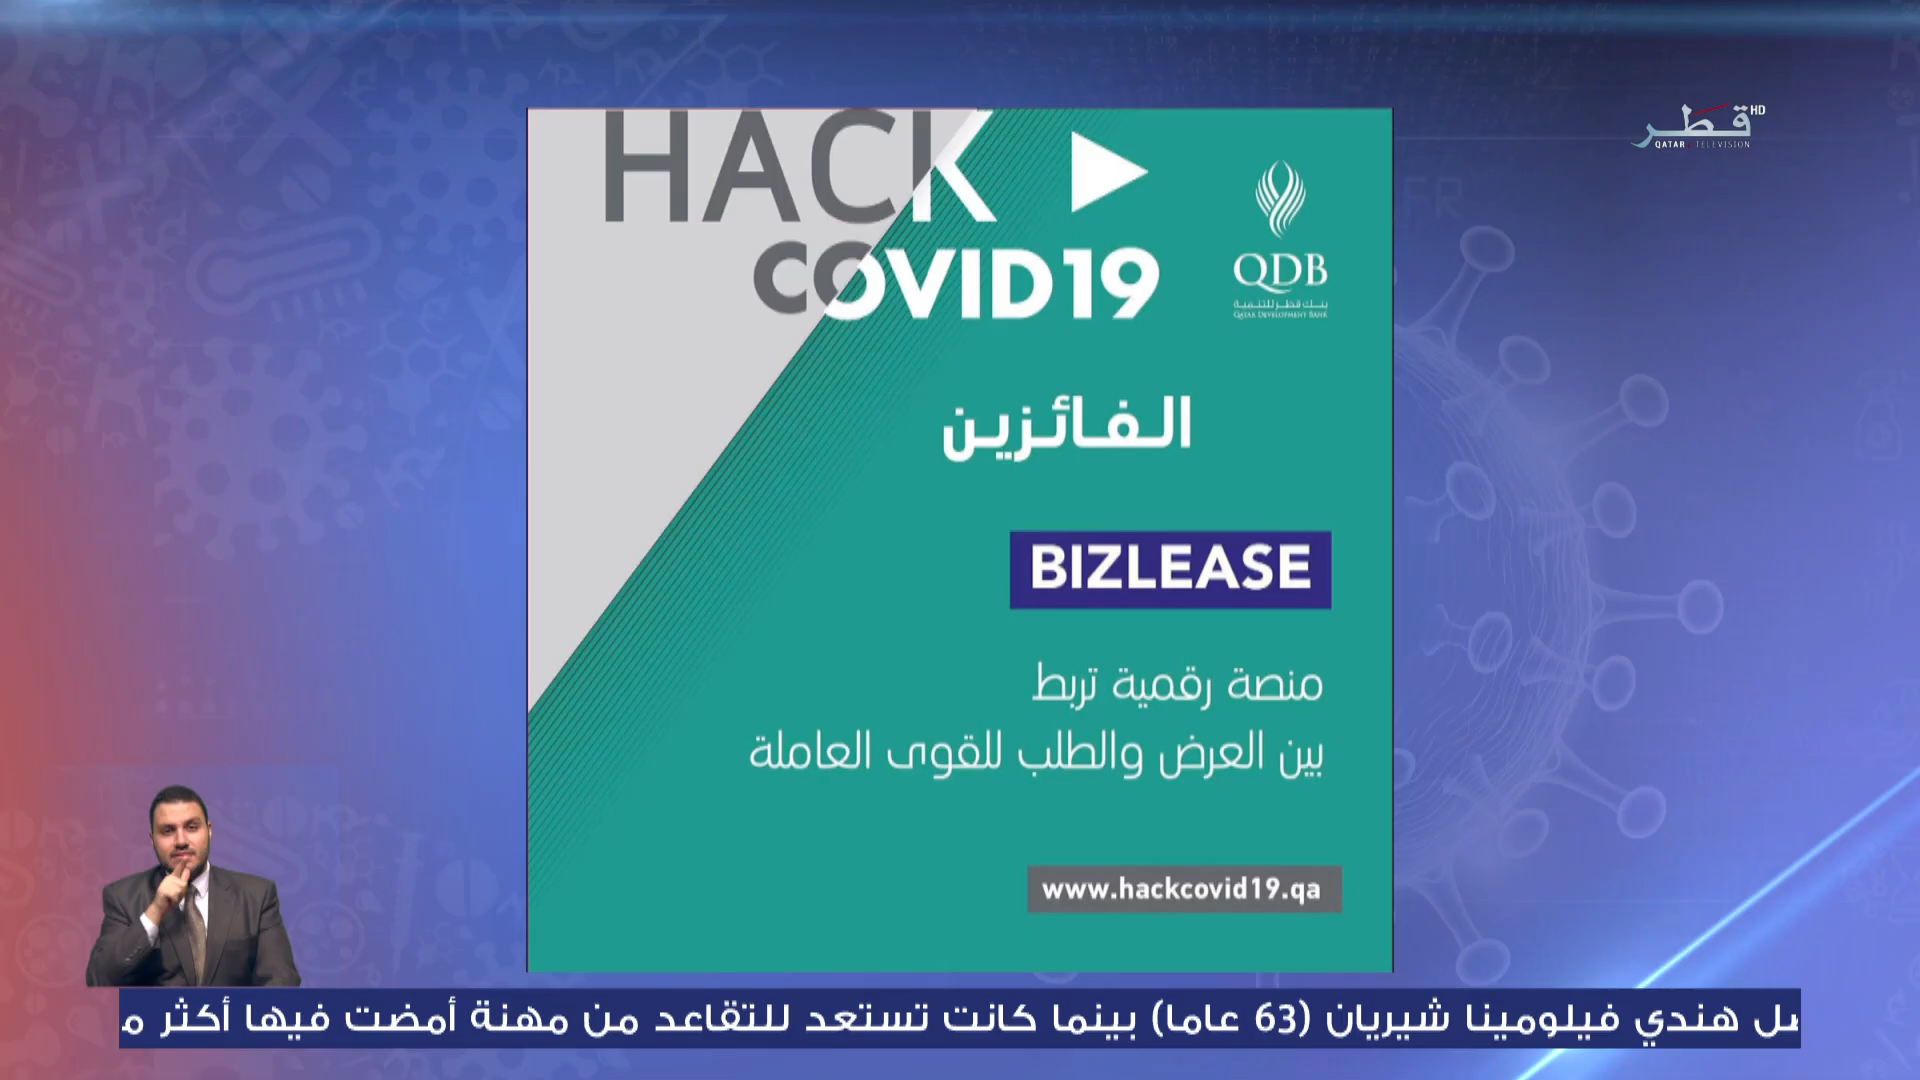 HACK
COVID19
قطر HD
QATAR TELEVISION
QDB
بنك قطر للتنمية
QATAR DEVELOPMENT BANK
الفائزين
BIZLEASE
منصة رقمية تربط
بين العرض والطلب للقوى العاملة
www.hackcovid19.qa
هندي فيلومينا شيريان (63 عاما) بينما كانت تستعد للتقاعد من مهنة أمضت فيها أكثر